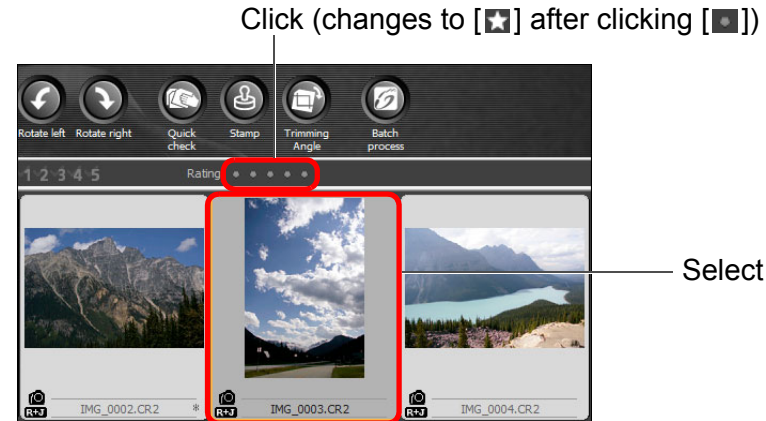 Click (changes to [★] after clicking [•])
Rotate left Rotate right Quick check Stamp Trimming Angle Batch process
1 2 3 4 5 Rating
Select
R+J IMG_0002.CR2 * R+J IMG_0003.CR2 R+J IMG_0004.CR2